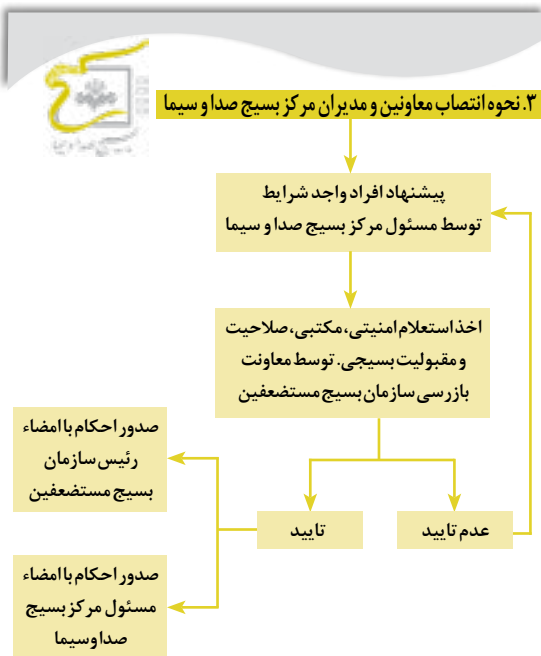 ۳. نحوه انتصاب معاونین و مدیران مرکز بسیج صدا و سیما
پیشنهاد افراد واجد شرایط
توسط مسئول مرکز بسیج صدا و سیما
اخذ استعلام امنیتی، مکتبی، صلاحیت
و مقبولیت بسیجی. توسط معاونت
بازرسی سازمان بسیج مستضعفین
عدم تایید
تایید
صدور احکام با امضاء
رئیس سازمان
بسیج مستضعفین
صدور احکام با امضاء
مسئول مرکز بسیج
صداوسیما